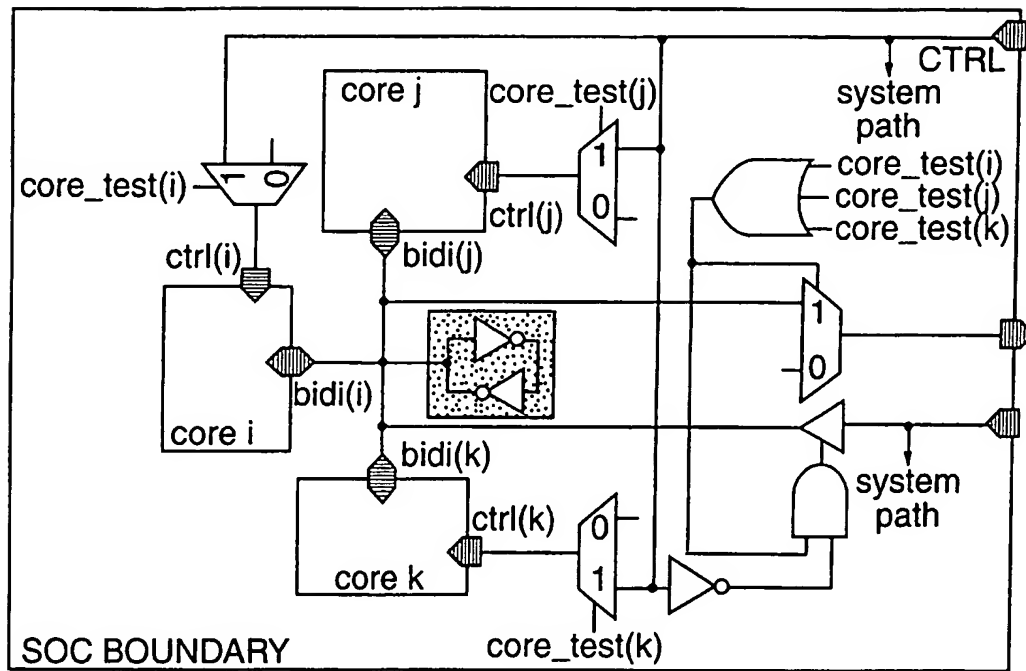 CTRL
core j
core_test(j)
system
path
1
0
core_test(i)
1
0
ctrl(j)
core_test(i)
core_test(j)
core_test(k)
bidi(j)
ctrl(i)
1
0
bidi(i)
core i
bidi(k)
system
path
ctrl(k)
0
1
core k
core_test(k)
SOC BOUNDARY